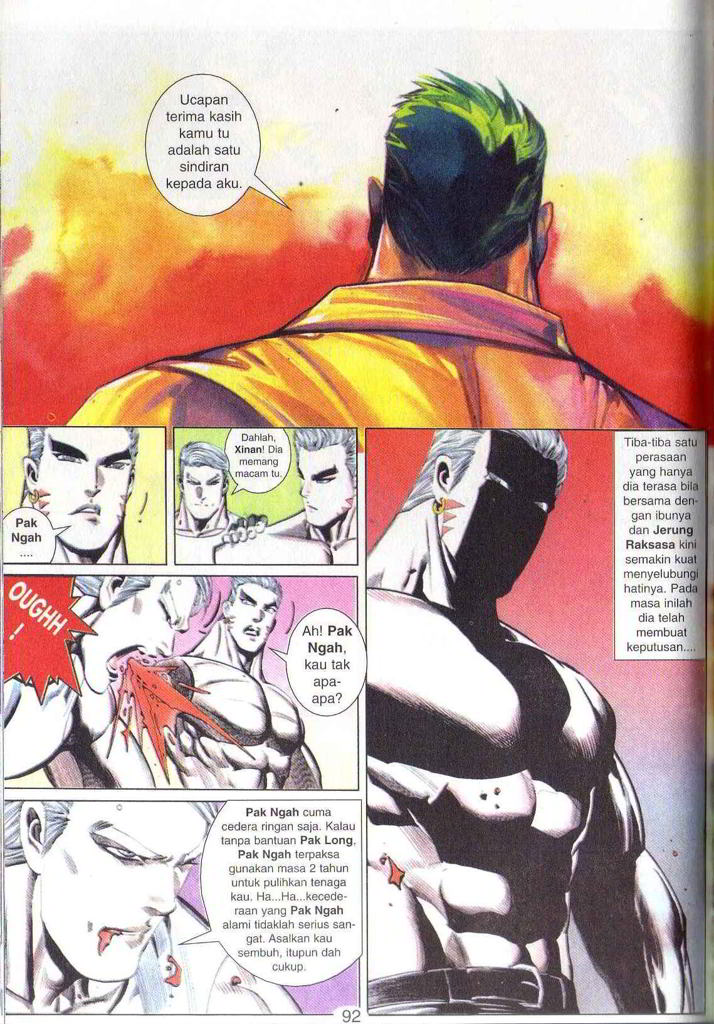 Ucapan
terima kasih
kamu tu
adalah satu
sindiran
kepada aku.
Pak
Ngah
....
Dahlah,
Xinan! Dia
memang
macam tu.
Tiba-tiba satu
perasaan
yang hanya
dia terasa bila
bersama den-
gan ibunya
dan Jerung
Raksasa kini
semakin kuat
menyelubungi
hatinya. Pada
masa inilah
dia telah
membuat
keputusan....
OUGHH
!
Ah! Pak
Ngah,
kau tak
apa-
apa?
Pak Ngah cuma
cedera ringan saja. Kalau
tanpa bantuan Pak Long,
Pak Ngah terpaksa
gunakan masa 2 tahun
untuk pulihkan tenaga
kau. Ha...Ha...kecede-
raan yang Pak Ngah
alami tidaklah serius san-
gat. Asalkan kau
sembuh, itupun dah
cukup.
92